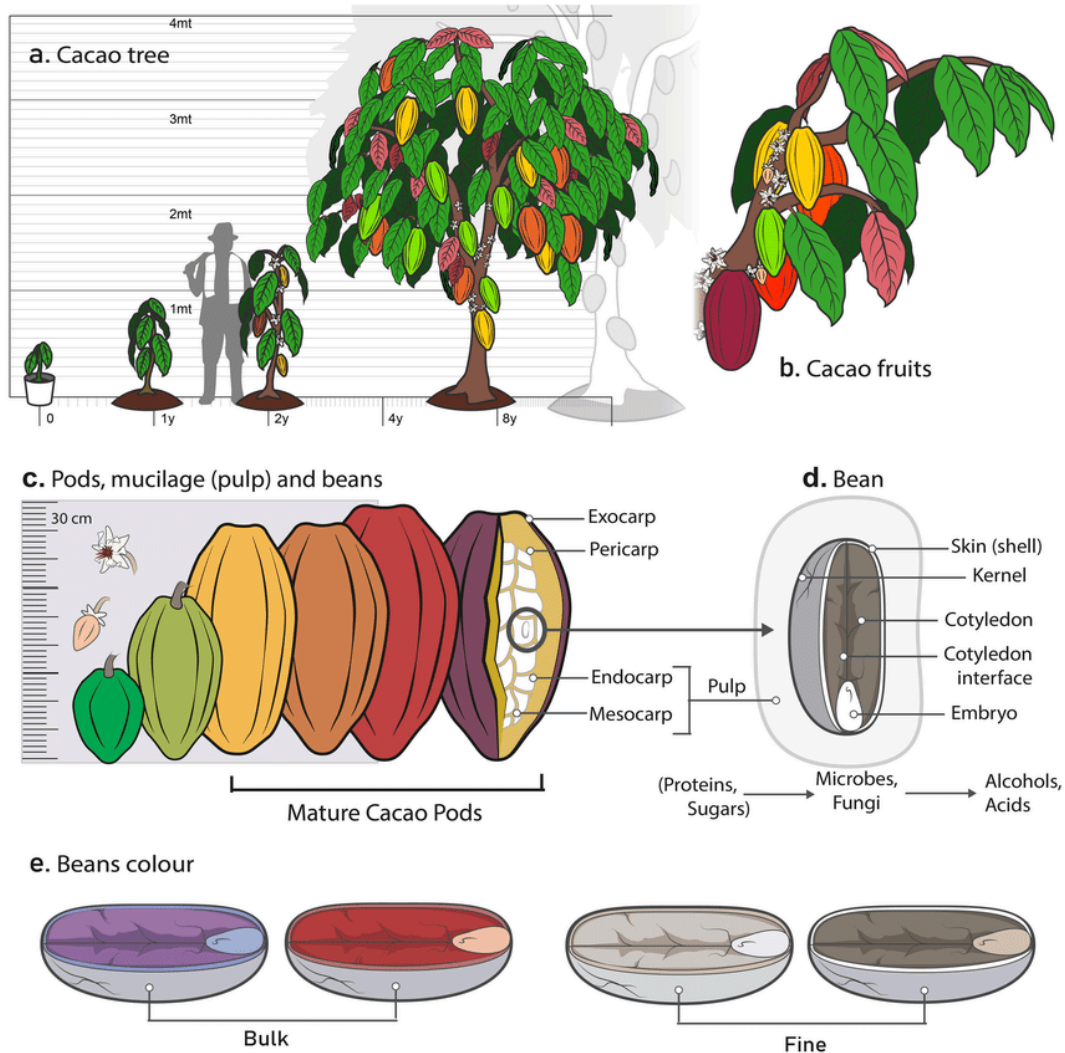 a. Cacao tree
4mt
3mt
2mt
1mt
0
1y
2y
4y
8y
b. Cacao fruits
c. Pods, mucilage (pulp) and beans
30 cm
Exocarp
Pericarp
Endocarp
Mesocarp
Pulp
Mature Cacao Pods
d. Bean
Skin (shell)
Kernel
Cotyledon
Cotyledon
interface
Embryo
(Proteins,
Sugars)
Microbes,
Fungi
Alcohols,
Acids
e. Beans colour
Bulk
Fine